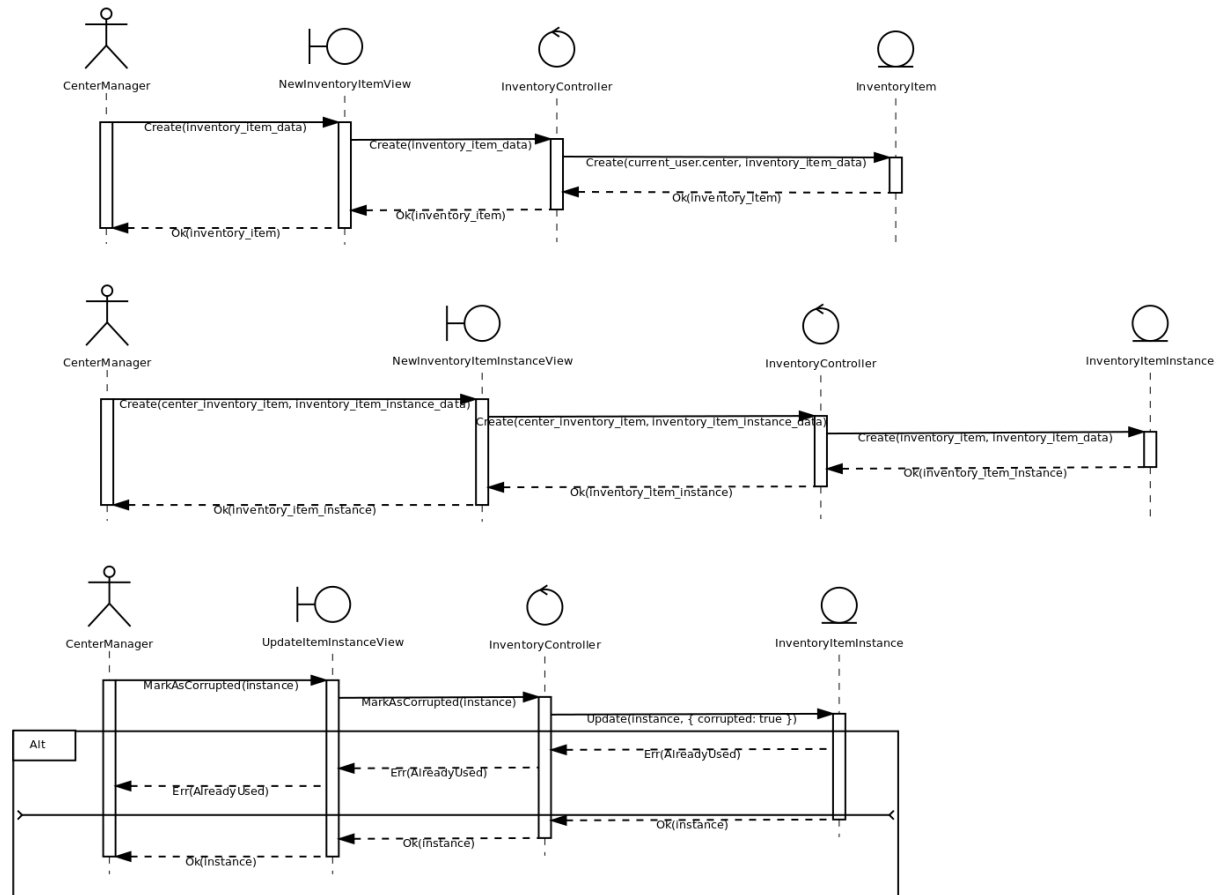 CenterManager
NewInventoryItemView
InventoryController
InventoryItem
Create(inventory_item_data)
Create(inventory_item_data)
Create(current_user.center, inventory_item_data)
Ok(inventory_item)
Ok(inventory_item)
Ok(inventory_item)
CenterManager
NewInventoryItemInstanceView
InventoryController
InventoryItemInstance
Create(center_inventory_item, inventory_item_instance_data)
Create(center_inventory_item, inventory_item_instance_data)
Create(inventory_item, inventory_item_data)
Ok(inventory_item_instance)
Ok(inventory_item_instance)
Ok(inventory_item_instance)
CenterManager
UpdateItemInstanceView
InventoryController
InventoryItemInstance
MarkAsCorrupted(instance)
MarkAsCorrupted(instance)
Update(instance, { corrupted: true })
Alt
Err(AlreadyUsed)
Err(AlreadyUsed)
Err(AlreadyUsed)
Ok(instance)
Ok(instance)
Ok(instance)